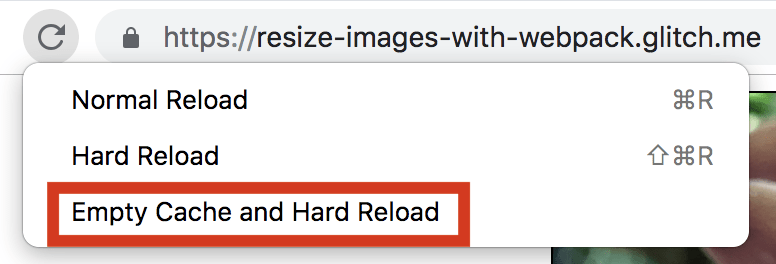 https://resize-images-with-webpack.glitch.me
Normal Reload ⌘R
Hard Reload ⇧⌘R
Empty Cache and Hard Reload